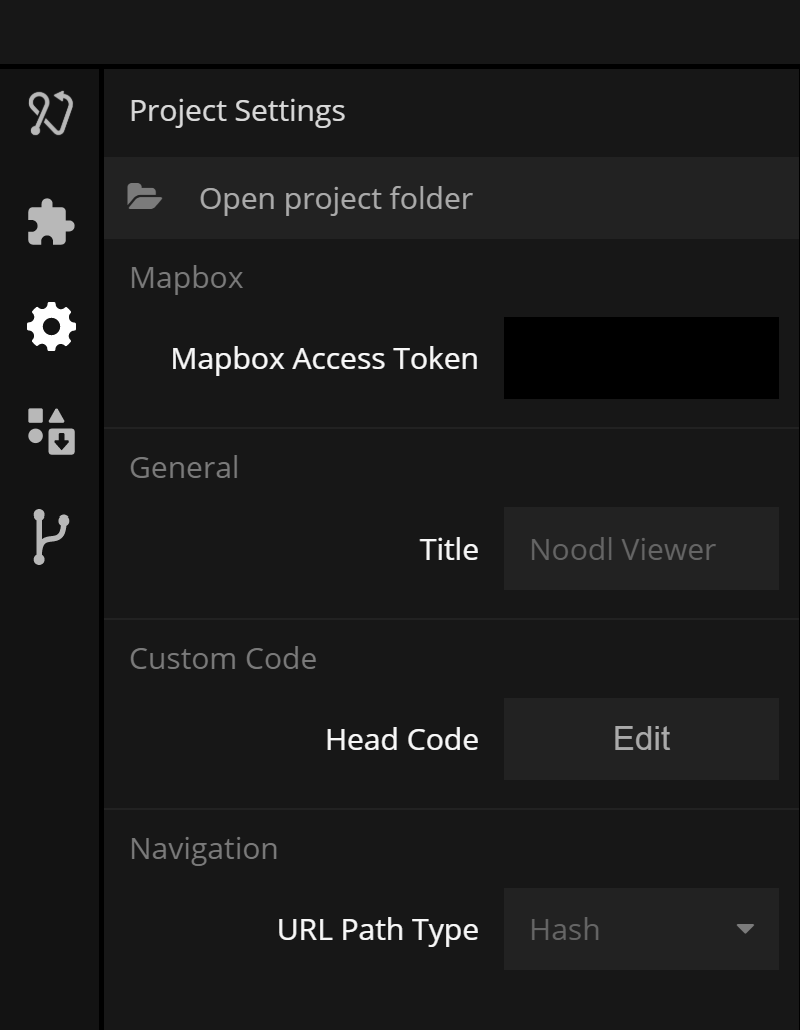 Project Settings
Open project folder
Mapbox
Mapbox Access Token
General
Title Noodl Viewer
Custom Code
Head Code Edit
Navigation
URL Path Type Hash